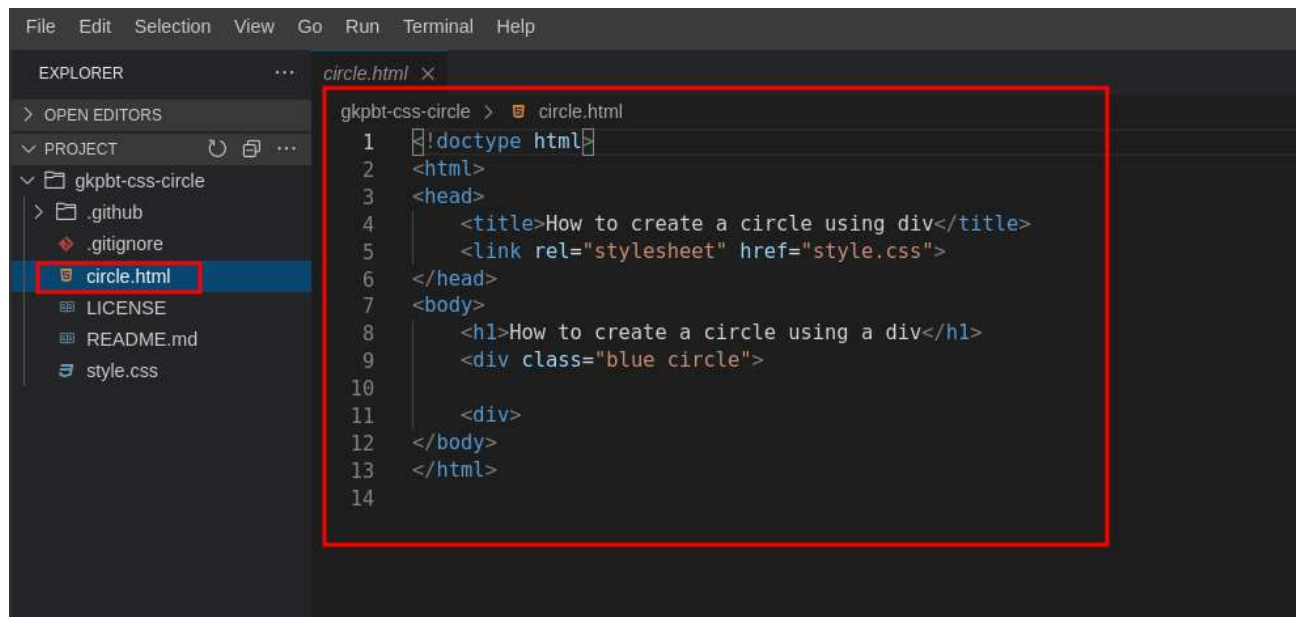 File Edit Selection View Go Run Terminal Help
EXPLORER ···
OPEN EDITORS
PROJECT
gkpbt-css-circle
.github
.gitignore
circle.html
LICENSE
README.md
style.css
circle.html ×
gkpbt-css-circle > circle.html
1 <!doctype html>
2 <html>
3 <head>
4 <title>How to create a circle using div</title>
5 <link rel="stylesheet" href="style.css">
6 </head>
7 <body>
8 <h1>How to create a circle using a div</h1>
9 <div class="blue circle">
10
11 <div>
12 </body>
13 </html>
14